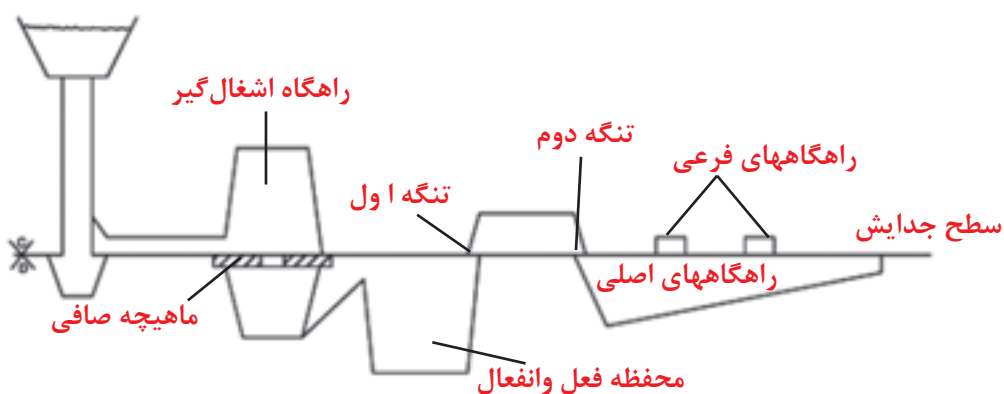 راهگاه اشغال‌گیر
تنگه دوم
راهگاههای فرعی
تنگه ا ول
سطح جدایش
راهگاههای اصلی
ماهیچه صافی
محفظه فعل وانفعال